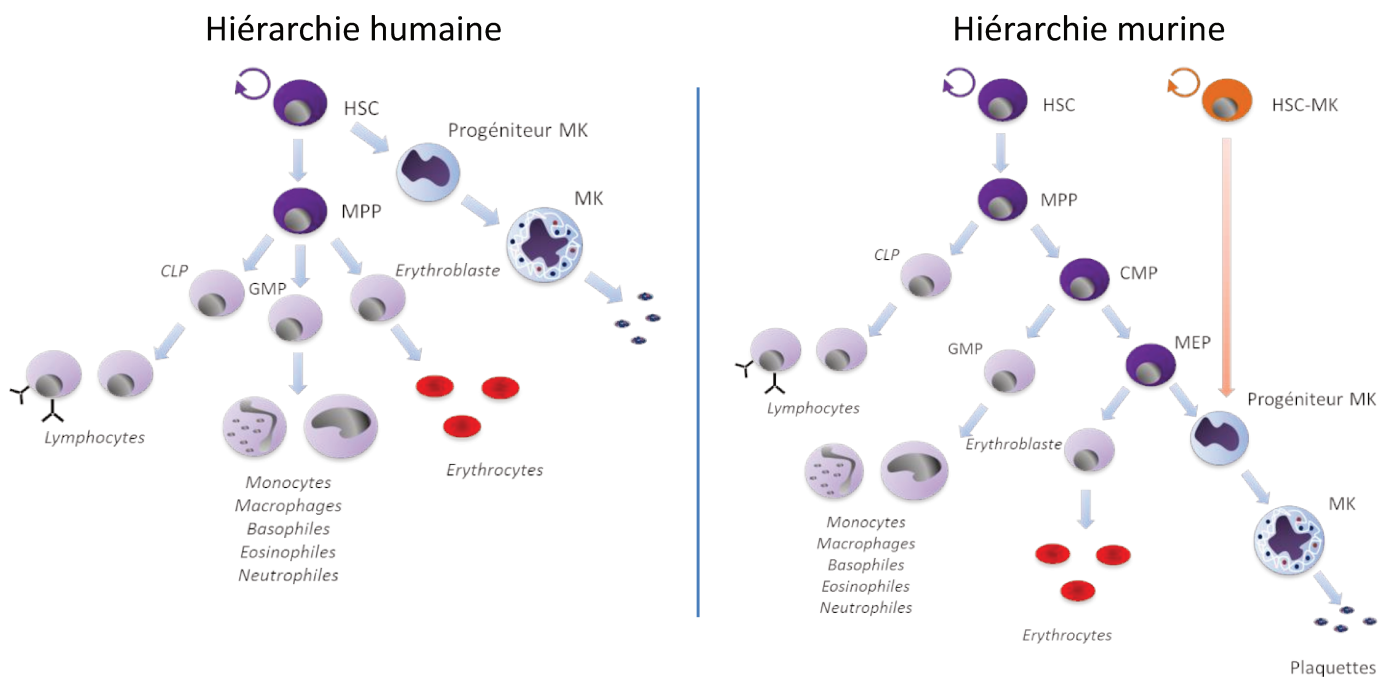 Hiérarchie humaine
HSC
Progéniteur MK
MPP
MK
CLP
GMP
Erythroblaste
Lymphocytes
Erythrocytes
Monocytes
Macrophages
Basophiles
Eosinophiles
Neutrophiles
Hiérarchie murine
HSC
HSC-MK
MPP
CLP
CMP
GMP
MEP
Progéniteur MK
Lymphocytes
Erythroblaste
MK
Monocytes
Macrophages
Basophiles
Eosinophiles
Neutrophiles
Erythrocytes
Plaquettes